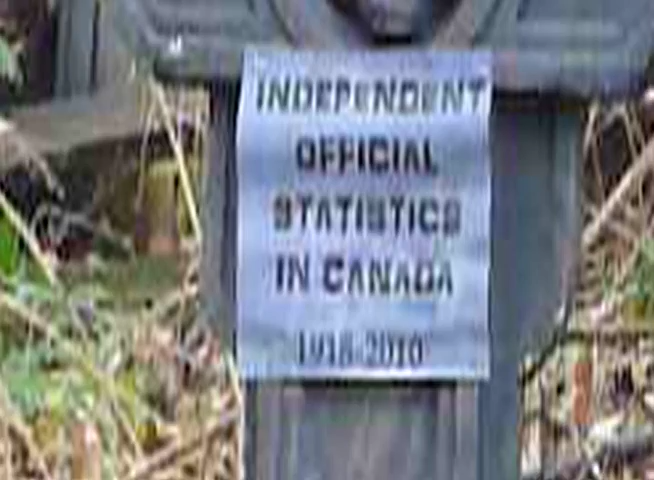 INDEPENDENT
OFFICIAL
STATISTICS
IN CANADA
1918-2010